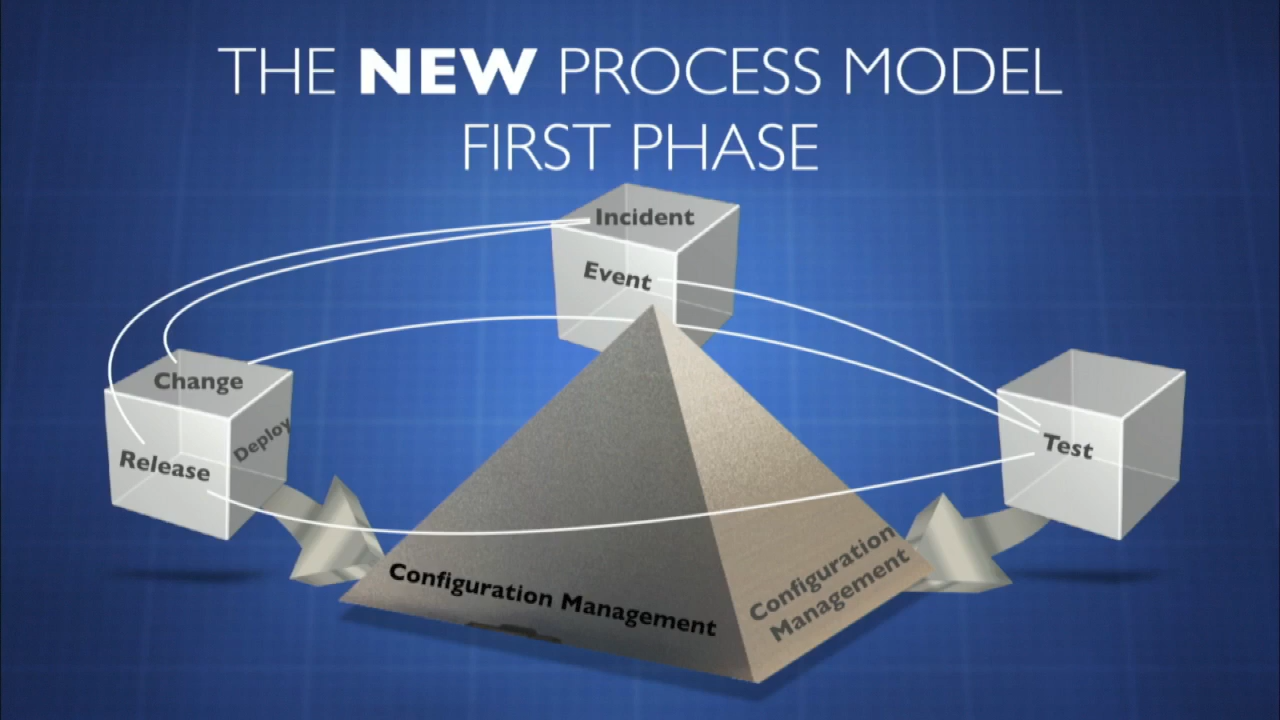 THE NEW PROCESS MODEL
FIRST PHASE
Incident
Event
Change
Deploy
Release
Test
Configuration Management
Configuration
Management